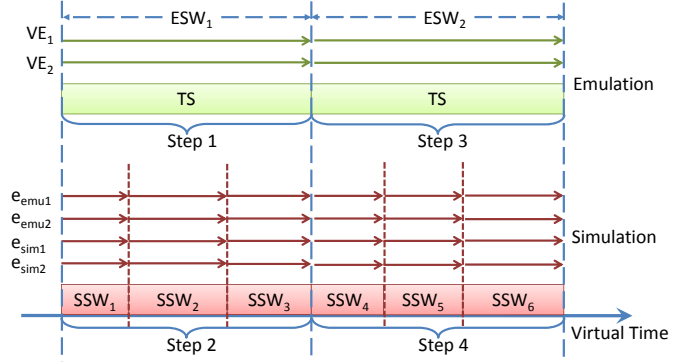 ESW1 ESW2
VE1
VE2
TS TS Emulation
Step 1 Step 3
eemu1
eemu2
esim1 Simulation
esim2
SSW1 SSW2 SSW3 SSW4 SSW5 SSW6
Virtual Time
Step 2 Step 4